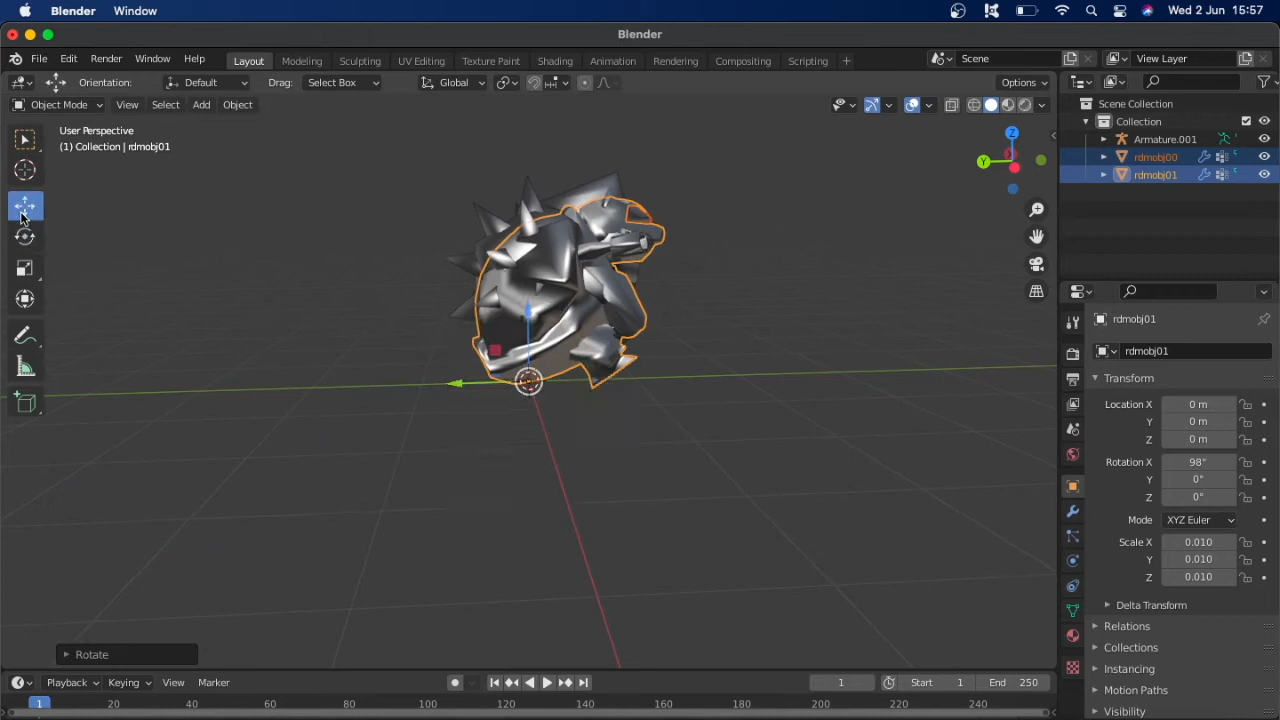 Blender Window Wed 2 Jun 15:57
Blender
File Edit Render Window Help Layout Modeling Sculpting UV Editing Texture Paint Shading Animation Rendering Compositing Scripting + Scene View Layer
Orientation: Default Drag: Select Box Global Options
Object Mode View Select Add Object
User Perspective
(1) Collection | rdmobj01
Z
Y
Scene Collection
Collection
Armature.001
rdmobj00
rdmobj01
rdmobj01
rdmobj01
Transform
Location X 0 m
Y 0 m
Z 0 m
Rotation X 98°
Y 0°
Z 0°
Mode XYZ Euler
Scale X 0.010
Y 0.010
Z 0.010
Delta Transform
Relations
Collections
Instancing
Motion Paths
Visibility
Rotate
Playback Keying View Marker 1 Start 1 End 250
1 20 40 60 80 100 120 140 160 180 200 220 240